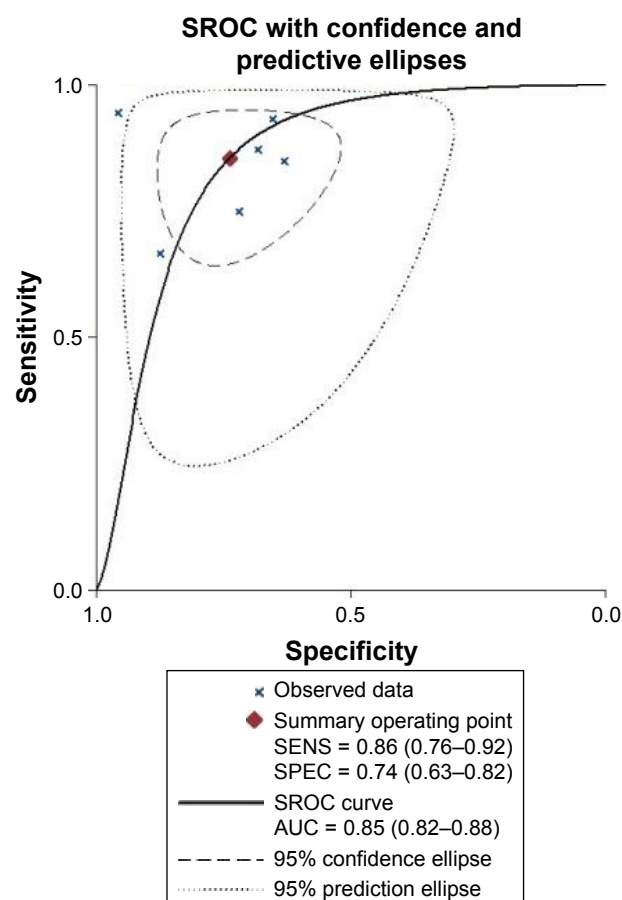 SROC with confidence and
predictive ellipses
1.0
0.5
0.0
Sensitivity
1.0
0.5
0.0
Specificity
Observed data
Summary operating point
SENS = 0.86 (0.76–0.92)
SPEC = 0.74 (0.63–0.82)
SROC curve
AUC = 0.85 (0.82–0.88)
95% confidence ellipse
95% prediction ellipse